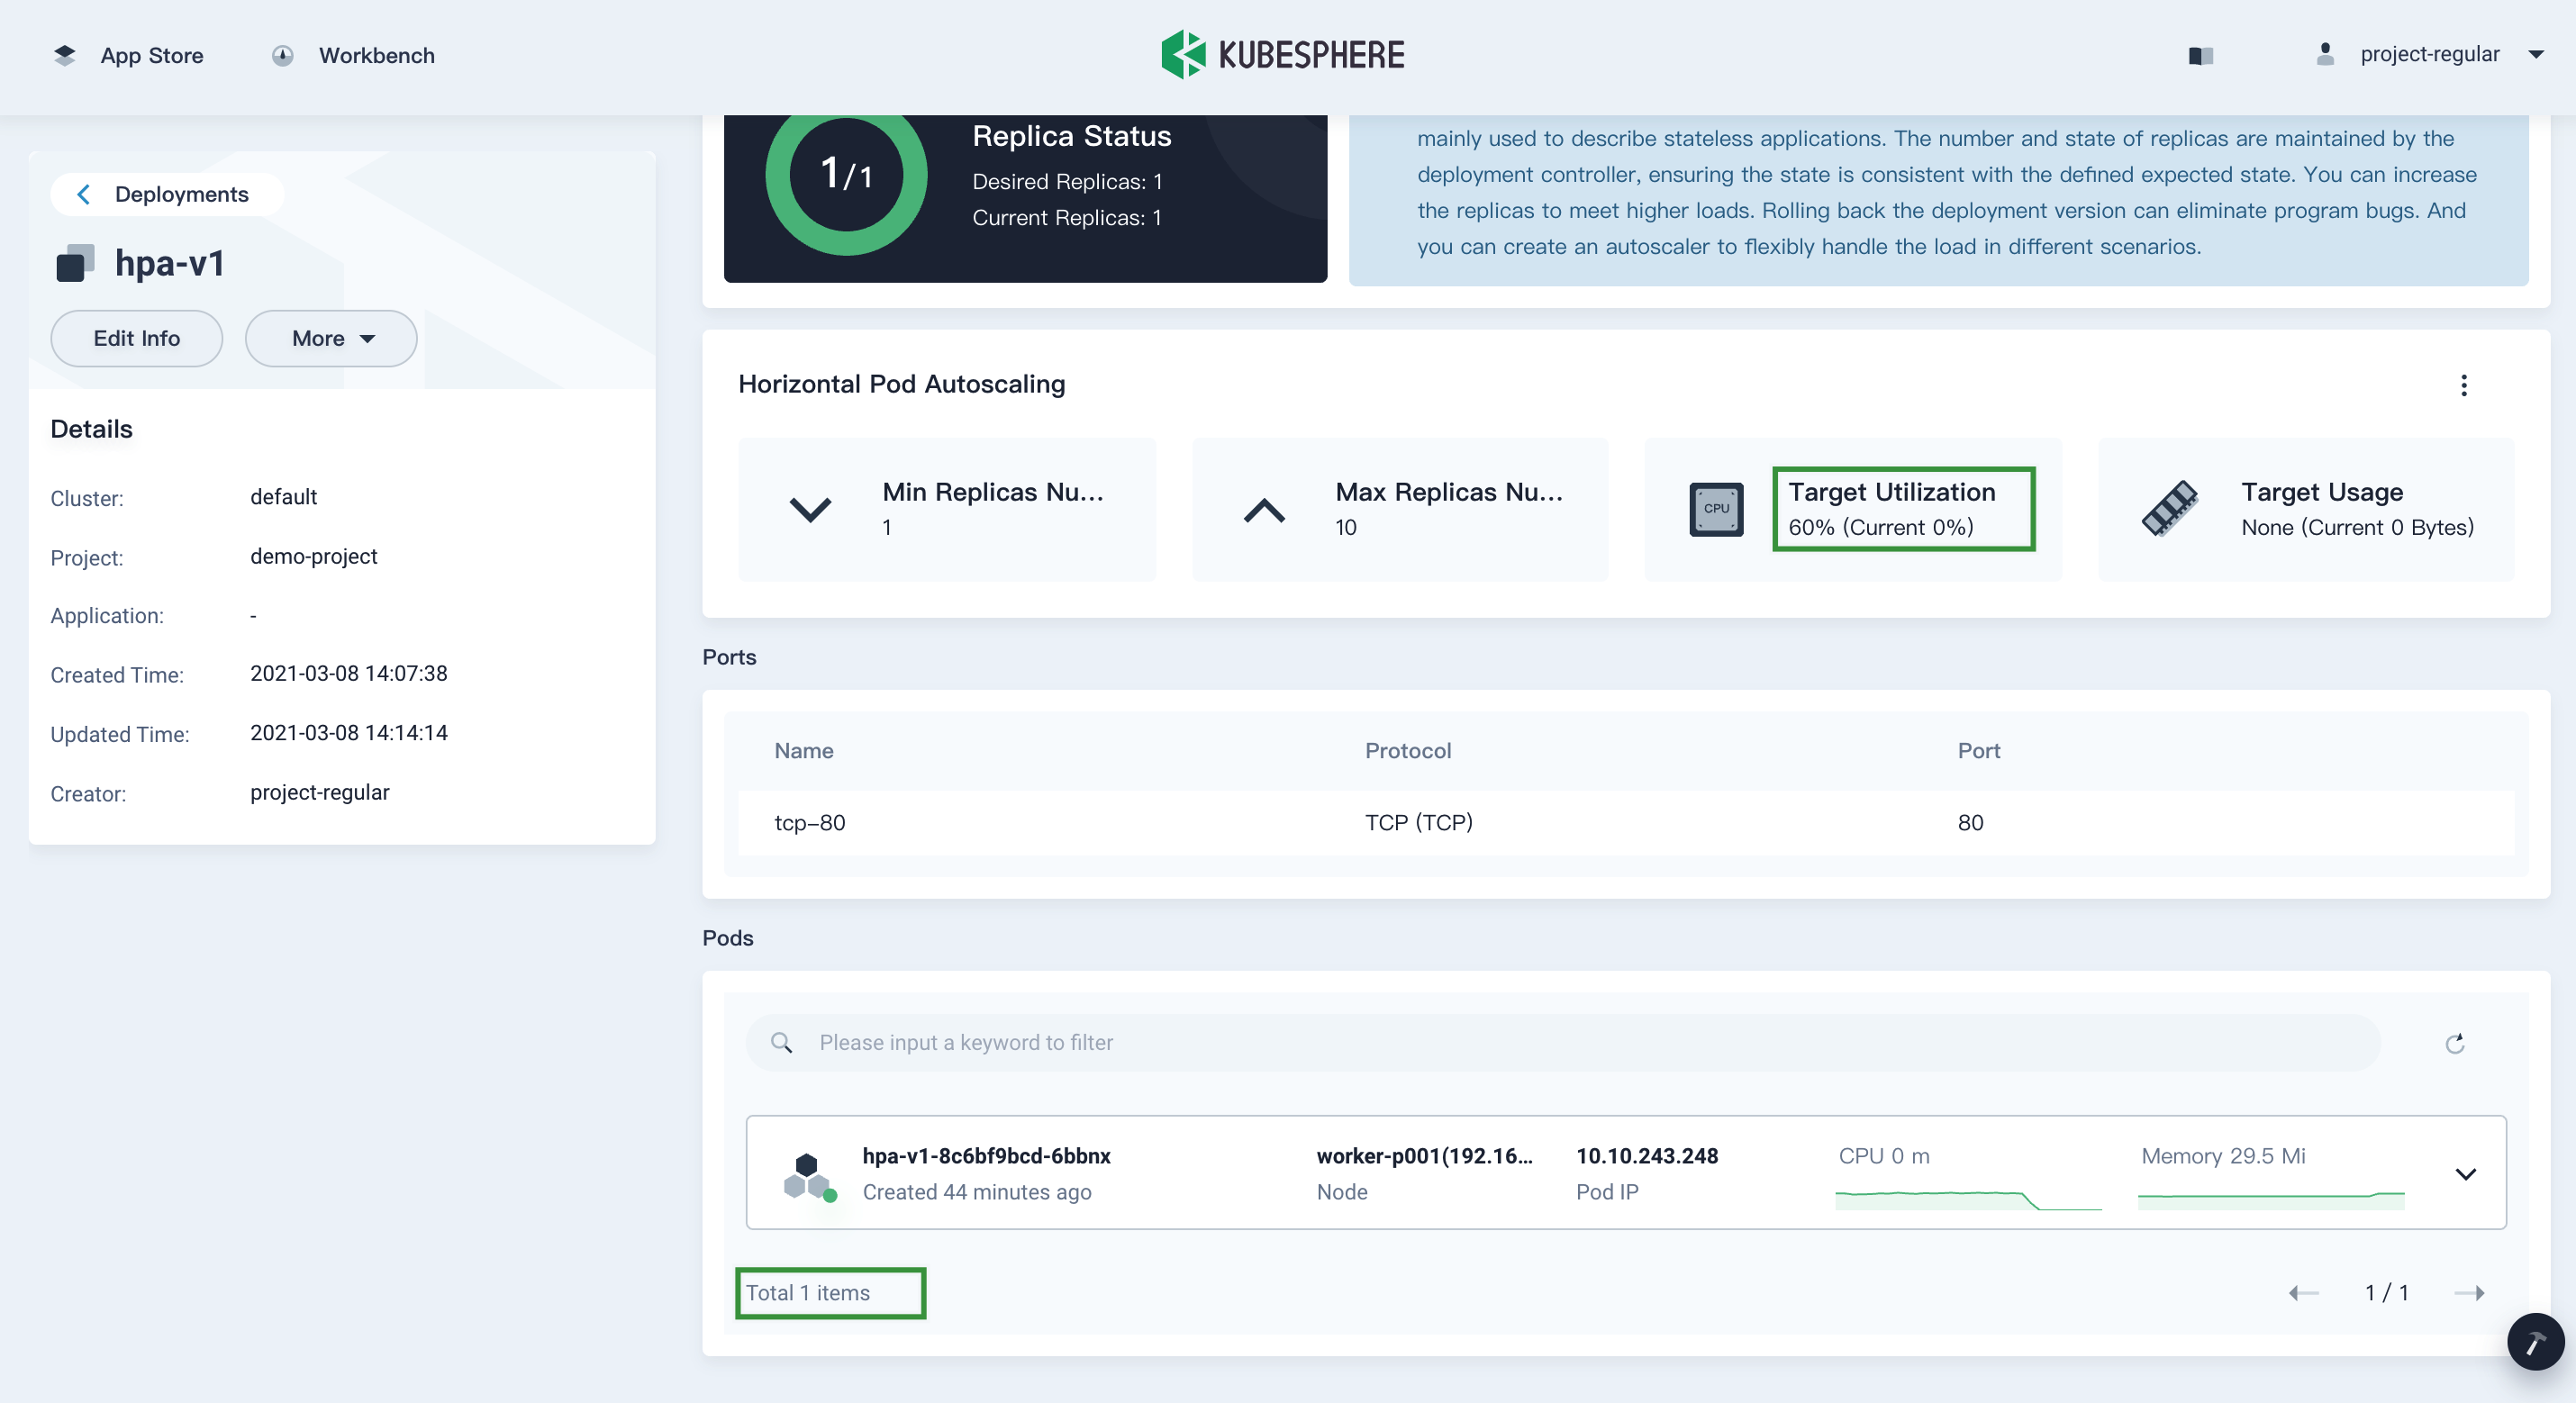 App Store
Workbench
KUBESPHERE
project-regular
Deployments
hpa-v1
Edit Info
More
Details
Cluster: default
Project: demo-project
Application: -
Created Time: 2021-03-08 14:07:38
Updated Time: 2021-03-08 14:14:14
Creator: project-regular
1/1
Replica Status
Desired Replicas: 1
Current Replicas: 1
mainly used to describe stateless applications. The number and state of replicas are maintained by the
deployment controller, ensuring the state is consistent with the defined expected state. You can increase
the replicas to meet higher loads. Rolling back the deployment version can eliminate program bugs. And
you can create an autoscaler to flexibly handle the load in different scenarios.
Horizontal Pod Autoscaling
Min Replicas Nu...
1
Max Replicas Nu...
10
CPU
Target Utilization
60% (Current 0%)
Target Usage
None (Current 0 Bytes)
Ports
Name Protocol Port
tcp-80 TCP (TCP) 80
Pods
Please input a keyword to filter
hpa-v1-8c6bf9bcd-6bbnx
Created 44 minutes ago
worker-p001(192.16...
Node
10.10.243.248
Pod IP
CPU 0 m
Memory 29.5 Mi
Total 1 items
1 / 1